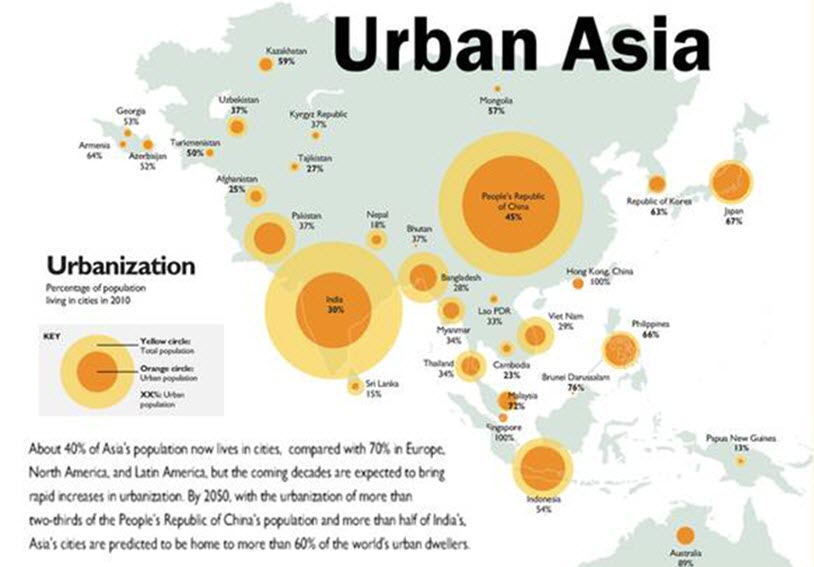 Urban Asia
Kazakhstan
59%
Uzbekistan
37%
Kyrgyz Republic
37%
Mongolia
57%
Georgia
53%
Armenia
64%
Azerbaijan
52%
Turkmenistan
50%
Tajikistan
27%
Afghanistan
25%
People's Republic
of China
45%
Republic of Korea
63%
Japan
67%
Pakistan
37%
Nepal
18%
Bhutan
37%
Urbanization
Percentage of population
living in cities in 2010
Bangladesh
28%
Hong Kong, China
100%
India
30%
Lao PDR
33%
Viet Nam
29%
Philippines
66%
Myanmar
34%
KEY
Yellow circle:
Total population
Orange circle:
Urban population
XX%: Urban
population
Thailand
34%
Cambodia
23%
Brunei Darussalam
76%
Sri Lanka
15%
Malaysia
72%
Singapore
100%
Papua New Guinea
13%
Indonesia
54%
Australia
89%
About 40% of Asia's population now lives in cities, compared with 70% in Europe,
North America, and Latin America, but the coming decades are expected to bring
rapid increases in urbanization. By 2050, with the urbanization of more than
two-thirds of the People's Republic of China's population and more than half of India's,
Asia's cities are predicted to be home to more than 60% of the world's urban dwellers.